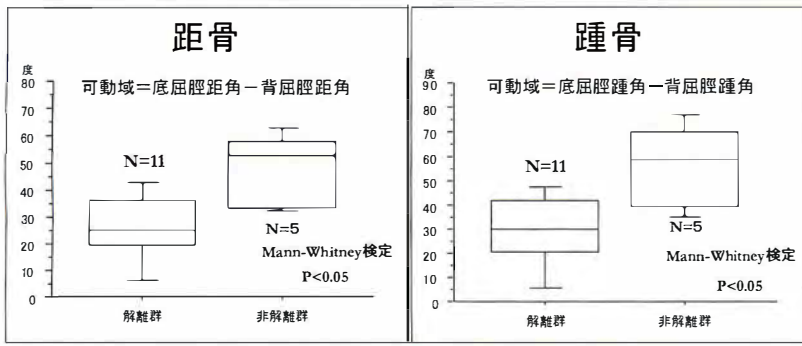 距骨
度
80
可動域=底屈脛距角−背屈脛距角
70
60
50
N=11
40
30
N=5
20
Mann-Whitney検定
10
P<0.05
0
解離群
非解離群
踵骨
度
90
80
可動域=底屈脛踵角−背屈脛踵角
70
60
N=11
50
40
30
N=5
20
Mann-Whitney検定
10
P<0.05
0
解離群
非解離群